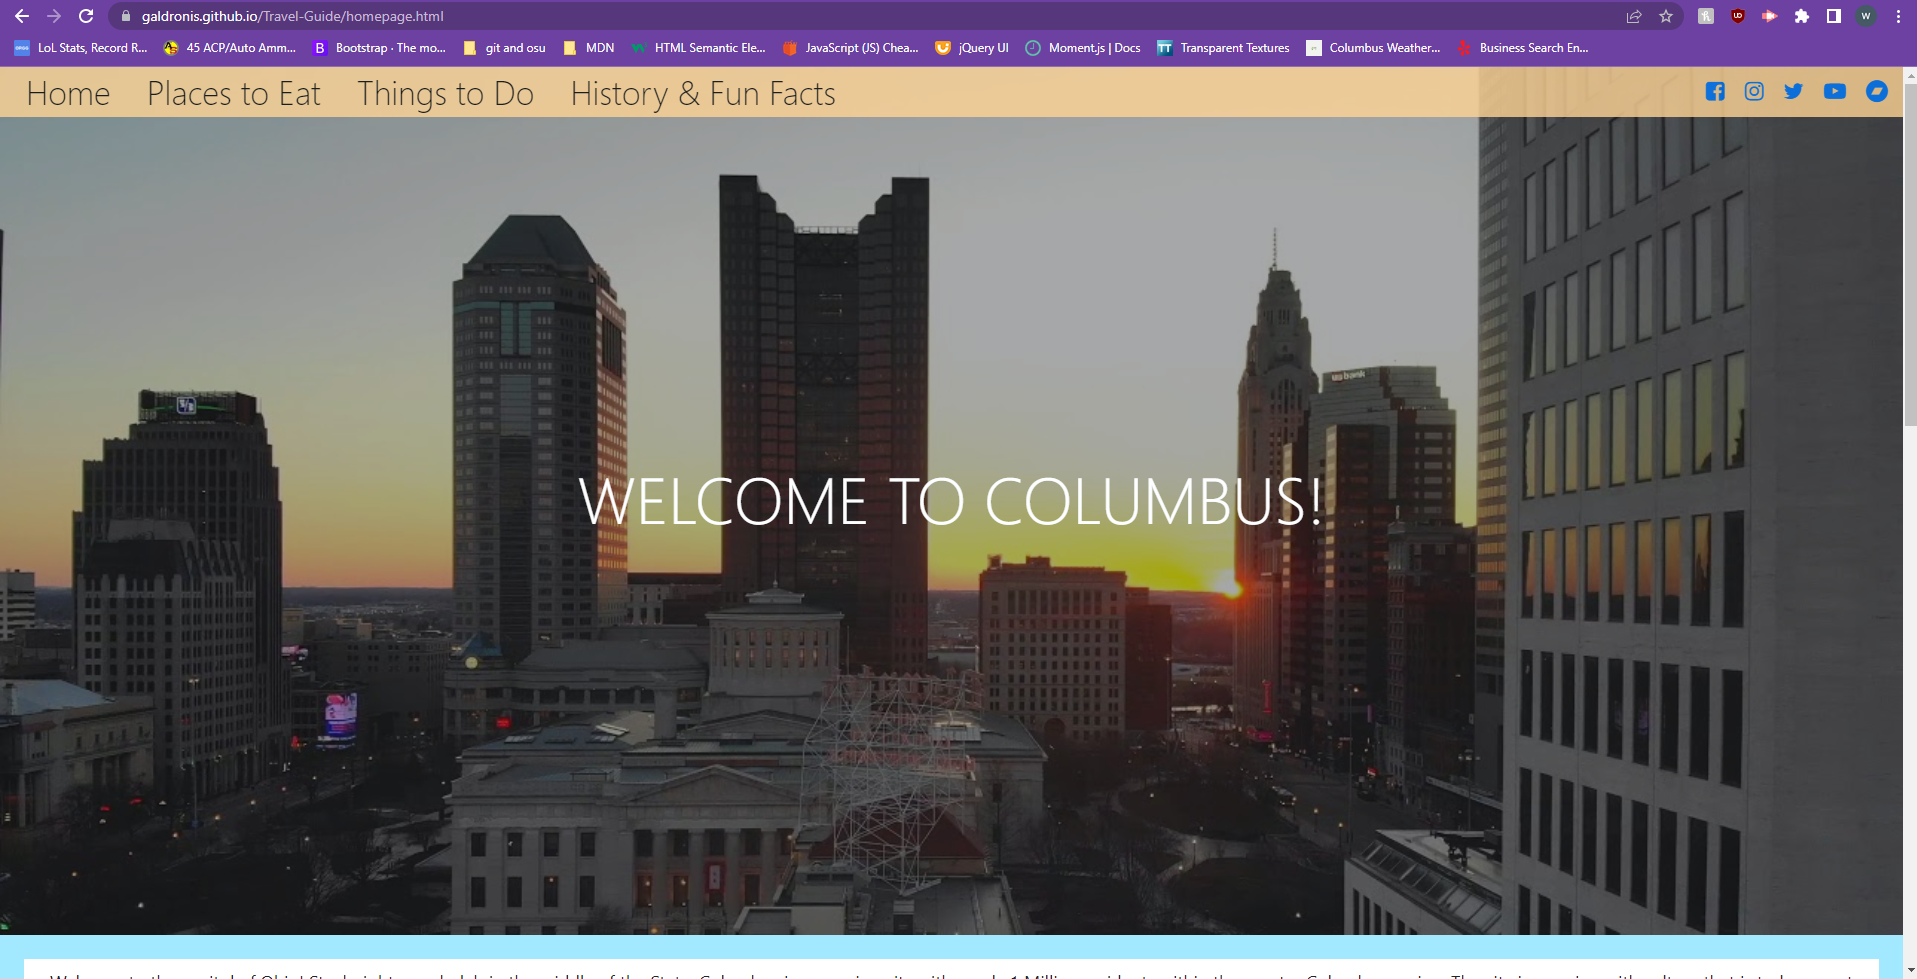 galdronis.github.io/Travel-Guide/homepage.html
W
LoL Stats, Record R... 45 ACP/Auto Amm... Bootstrap · The mo... git and osu MDN HTML Semantic Ele... JavaScript (JS) Chea... jQuery UI Moment.js | Docs Transparent Textures Columbus Weather... Business Search En...
Home Places to Eat Things to Do History & Fun Facts
usbank
WELCOME TO COLUMBUS!